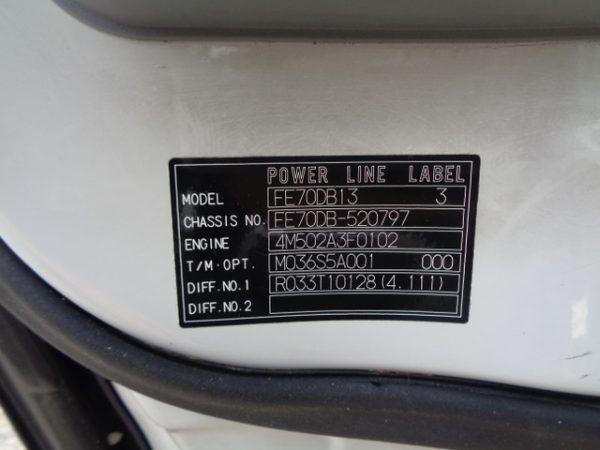 POWER LINE LABEL
MODEL FE70DB13 3
CHASSIS NO. FE70DB-520797
ENGINE 4M502A3F0102
T/M·OPT. M036S5A001 000
DIFF.NO.1 R033T10128(4.111)
DIFF.NO.2